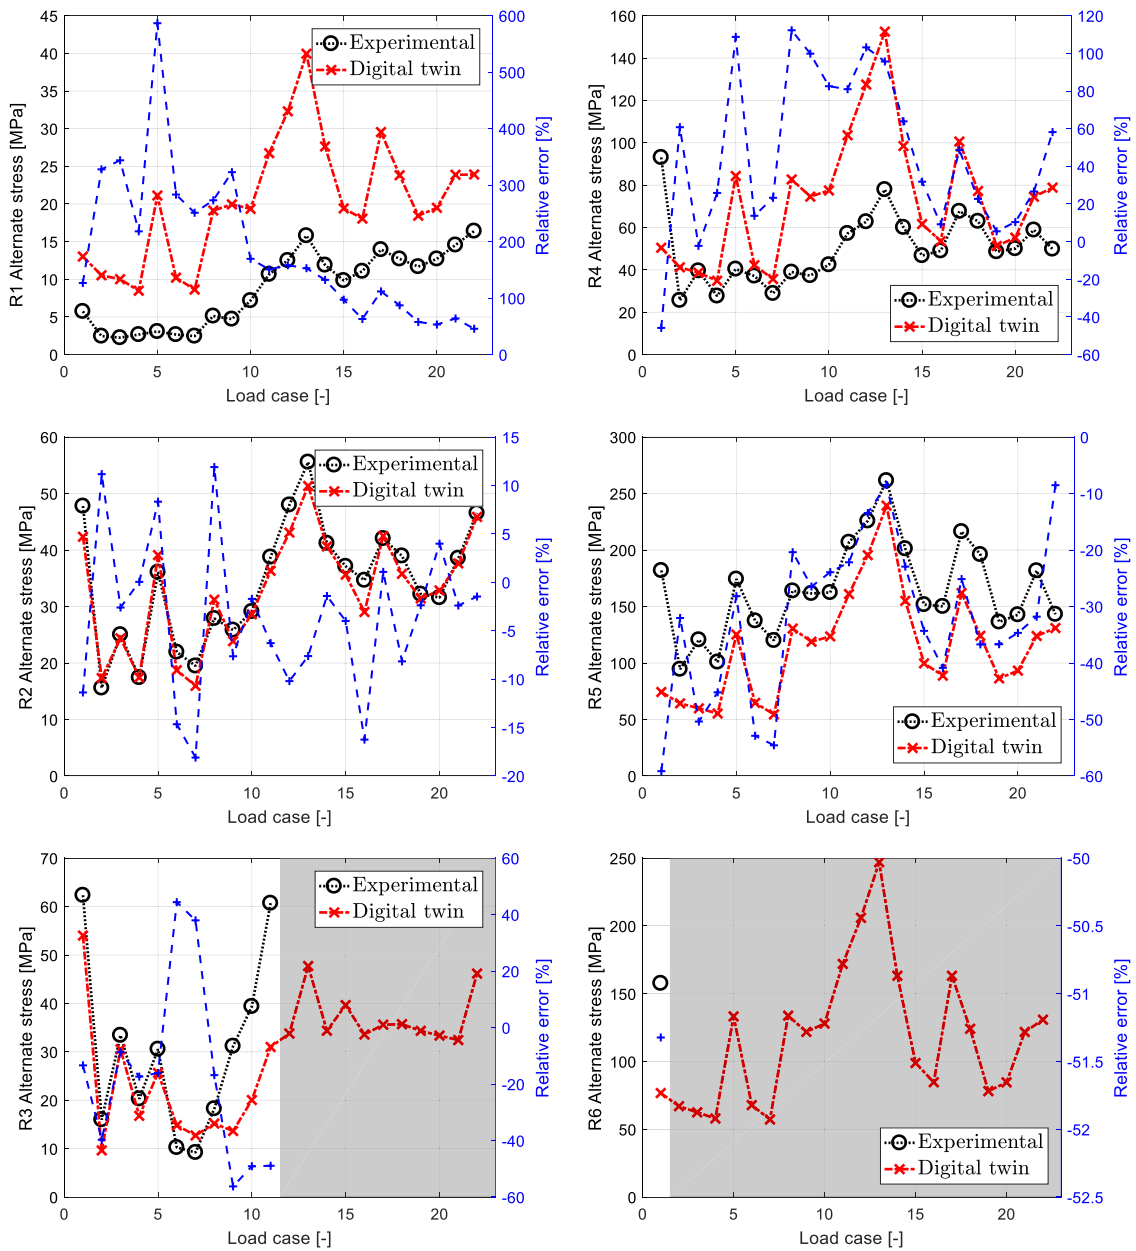 R1 Alternate stress [MPa]
45
40
35
30
25
20
15
10
5
0
600
500
400
300
200
100
0
Relative error [%]
Experimental
Digital twin
0 5 10 15 20
Load case [-]
R4 Alternate stress [MPa]
160
140
120
100
80
60
40
20
0
120
100
80
60
40
20
0
-20
-40
-60
Relative error [%]
Experimental
Digital twin
0 5 10 15 20
Load case [-]
R2 Alternate stress [MPa]
60
50
40
30
20
10
0
15
10
5
0
-5
-10
-15
-20
Relative error [%]
Experimental
Digital twin
0 5 10 15 20
Load case [-]
R5 Alternate stress [MPa]
300
250
200
150
100
50
0
-0
-10
-20
-30
-40
-50
-60
Relative error [%]
Experimental
Digital twin
0 5 10 15 20
Load case [-]
R3 Alternate stress [MPa]
70
60
50
40
30
20
10
0
60
40
20
0
-20
-40
-60
Relative error [%]
Experimental
Digital twin
0 5 10 15 20
Load case [-]
R6 Alternate stress [MPa]
250
200
150
100
50
0
-50
-50.5
-51
-51.5
-52
-52.5
Relative error [%]
Experimental
Digital twin
0 5 10 15 20
Load case [-]